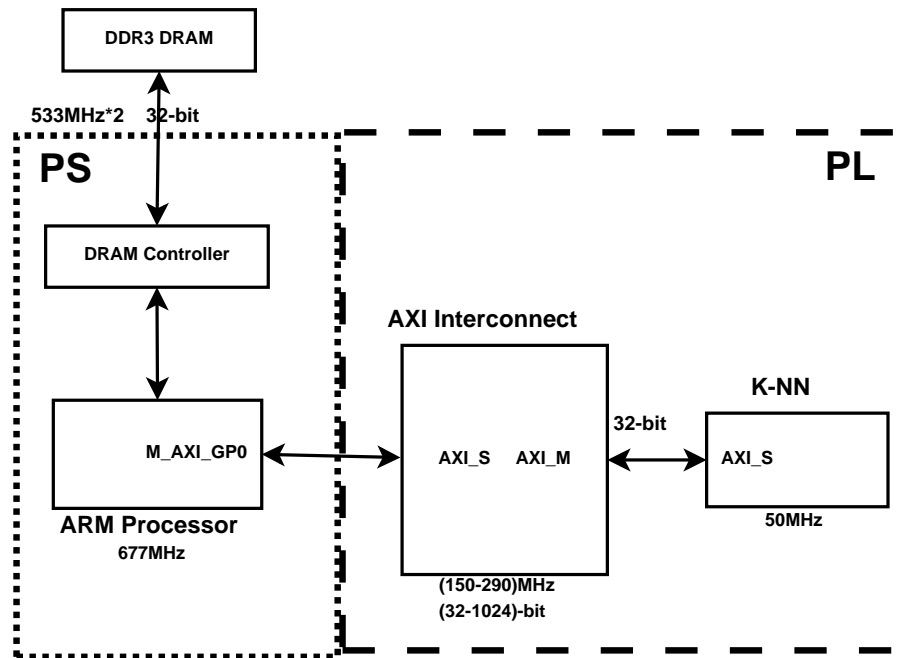 DDR3 DRAM
533MHz*2 32-bit
PS
PL
DRAM Controller
AXI Interconnect
K-NN
32-bit
M_AXI_GP0
AXI_S AXI_M
AXI_S
ARM Processor
677MHz
50MHz
(150-290)MHz
(32-1024)-bit